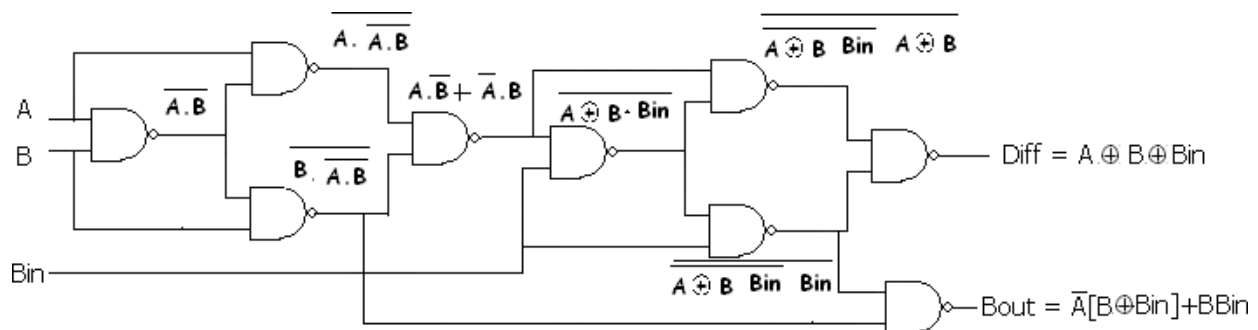 A
B
Bin
A̅.̅B̅
A̅.̅ ̅A̅.̅B̅
B̅.̅ ̅A̅.̅B̅
A.B̅ + A̅.B
A ⊕ B · Bin
A ⊕ B Bin A ⊕ B
A ⊕ B Bin Bin
Diff = A.⊕ B.⊕ Bin
Bout = A̅[B⊕Bin]+BBin